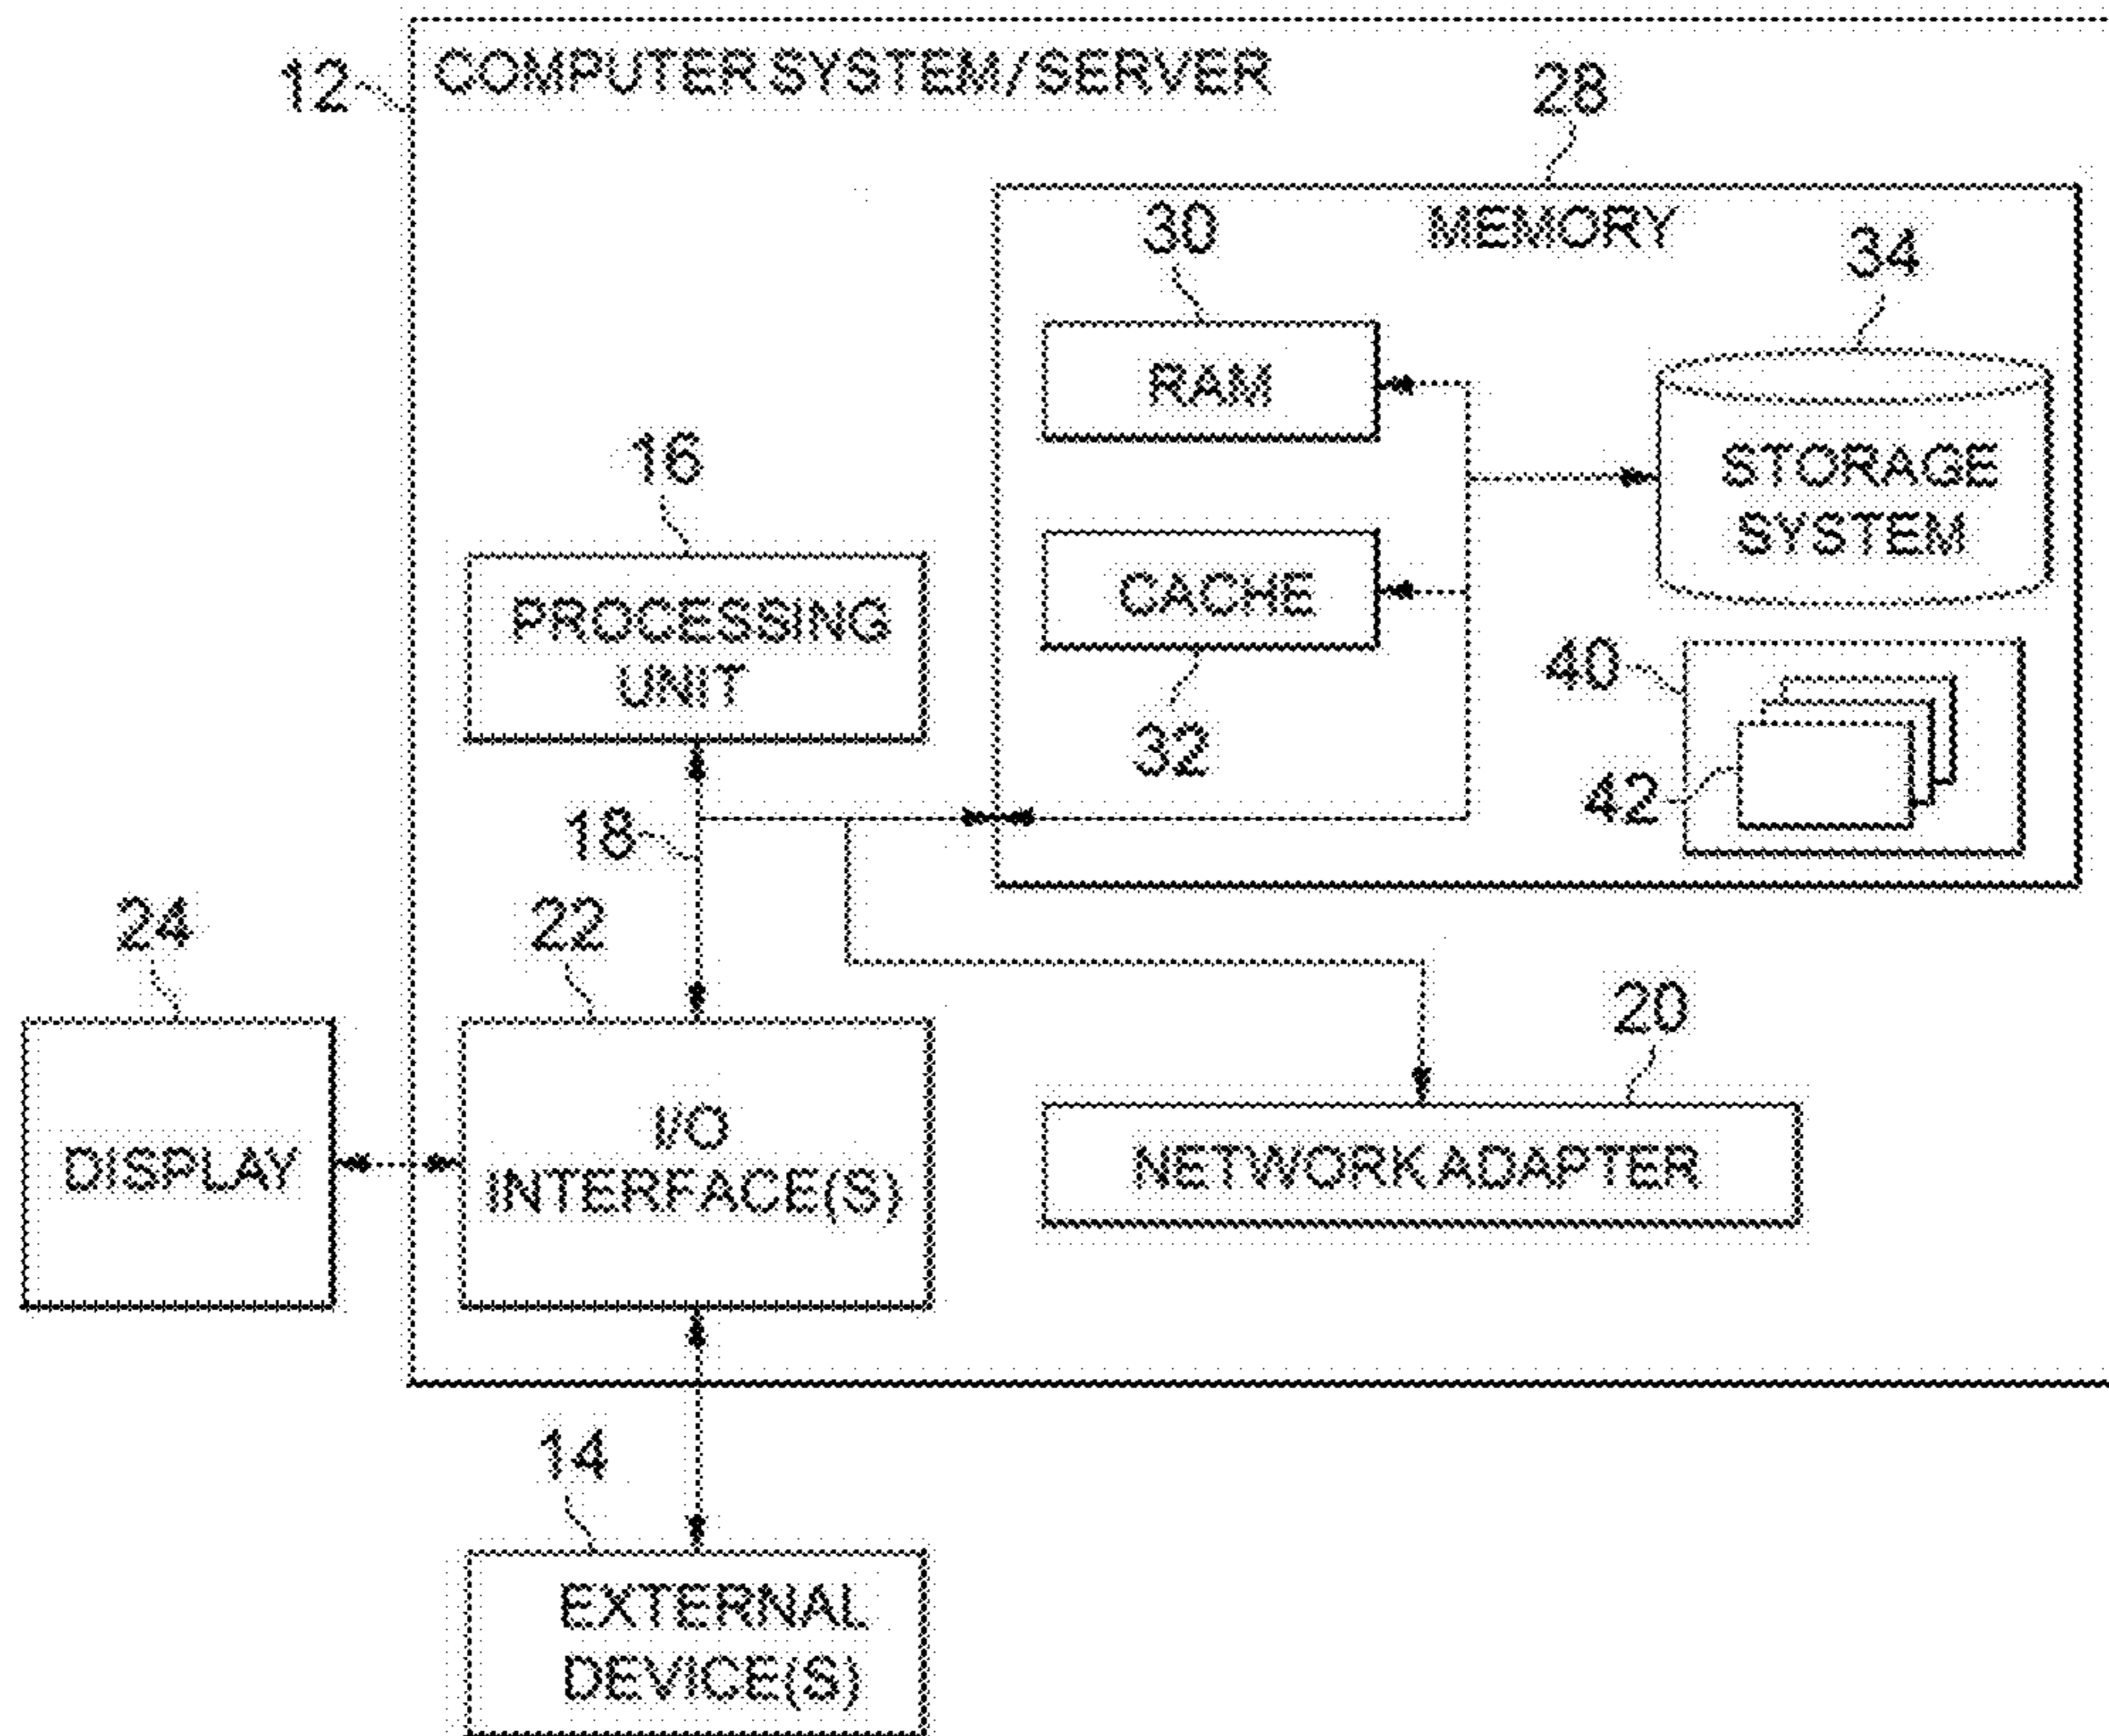 12
COMPUTER SYSTEM/SERVER
28
MEMORY
30
34
RAM
STORAGE
SYSTEM
16
PROCESSING
UNIT
CACHE
32
40
42
18
24
22
20
DISPLAY
I/O
INTERFACE(S)
NETWORK ADAPTER
14
EXTERNAL
DEVICE(S)